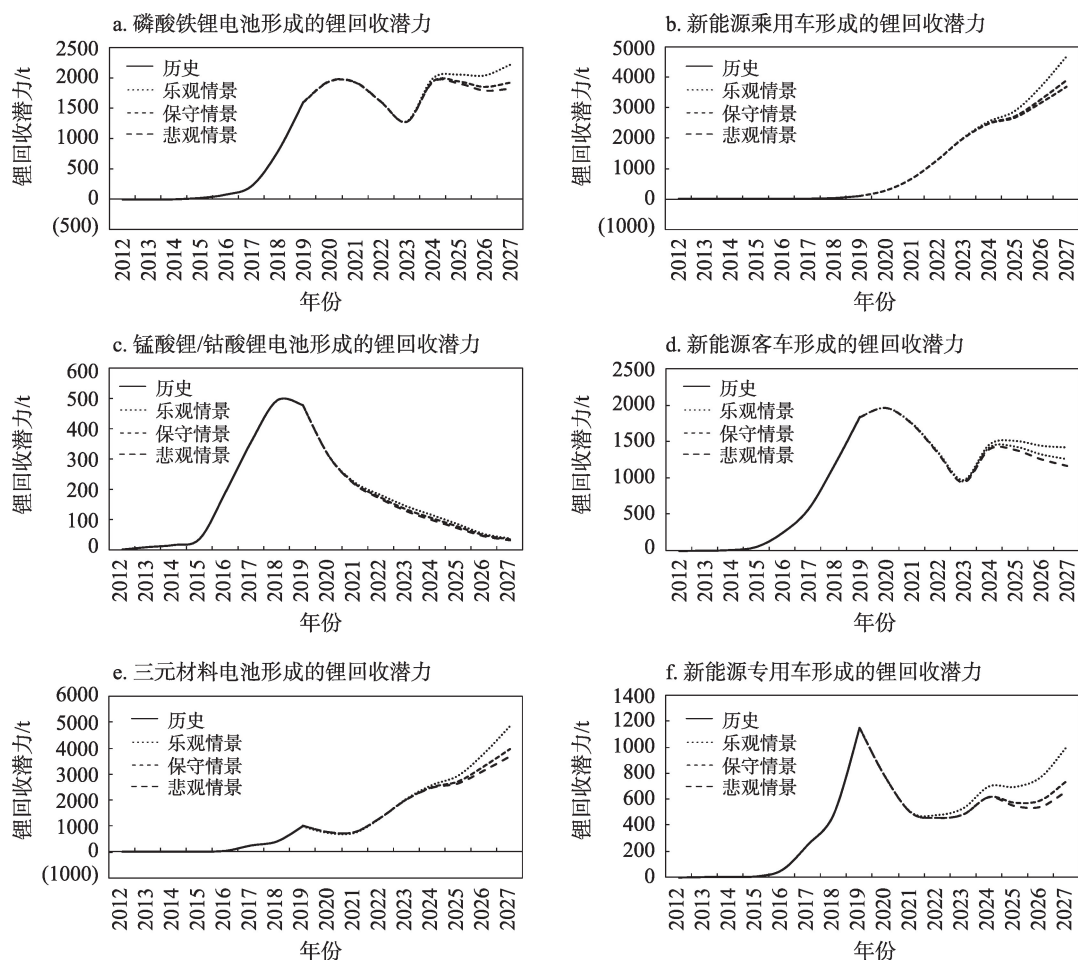 a. 磷酸铁锂电池形成的锂回收潜力
锂回收潜力/t
2500
2000
1500
1000
500
0
(500)
历史
乐观情景
保守情景
悲观情景
2012 2013 2014 2015 2016 2017 2018 2019 2020 2021 2022 2023 2024 2025 2026 2027
年份
b. 新能源乘用车形成的锂回收潜力
锂回收潜力/t
5000
4000
3000
2000
1000
0
(1000)
历史
乐观情景
保守情景
悲观情景
2012 2013 2014 2015 2016 2017 2018 2019 2020 2021 2022 2023 2024 2025 2026 2027
年份
c. 锰酸锂/钴酸锂电池形成的锂回收潜力
锂回收潜力/t
600
500
400
300
200
100
0
历史
乐观情景
保守情景
悲观情景
2012 2013 2014 2015 2016 2017 2018 2019 2020 2021 2022 2023 2024 2025 2026 2027
年份
d. 新能源客车形成的锂回收潜力
锂回收潜力/t
2500
2000
1500
1000
500
0
历史
乐观情景
保守情景
悲观情景
2012 2013 2014 2015 2016 2017 2018 2019 2020 2021 2022 2023 2024 2025 2026 2027
年份
e. 三元材料电池形成的锂回收潜力
锂回收潜力/t
6000
5000
4000
3000
2000
1000
0
(1000)
历史
乐观情景
保守情景
悲观情景
2012 2013 2014 2015 2016 2017 2018 2019 2020 2021 2022 2023 2024 2025 2026 2027
年份
f. 新能源专用车形成的锂回收潜力
锂回收潜力/t
1400
1200
1000
800
600
400
200
0
历史
乐观情景
保守情景
悲观情景
2012 2013 2014 2015 2016 2017 2018 2019 2020 2021 2022 2023 2024 2025 2026 2027
年份